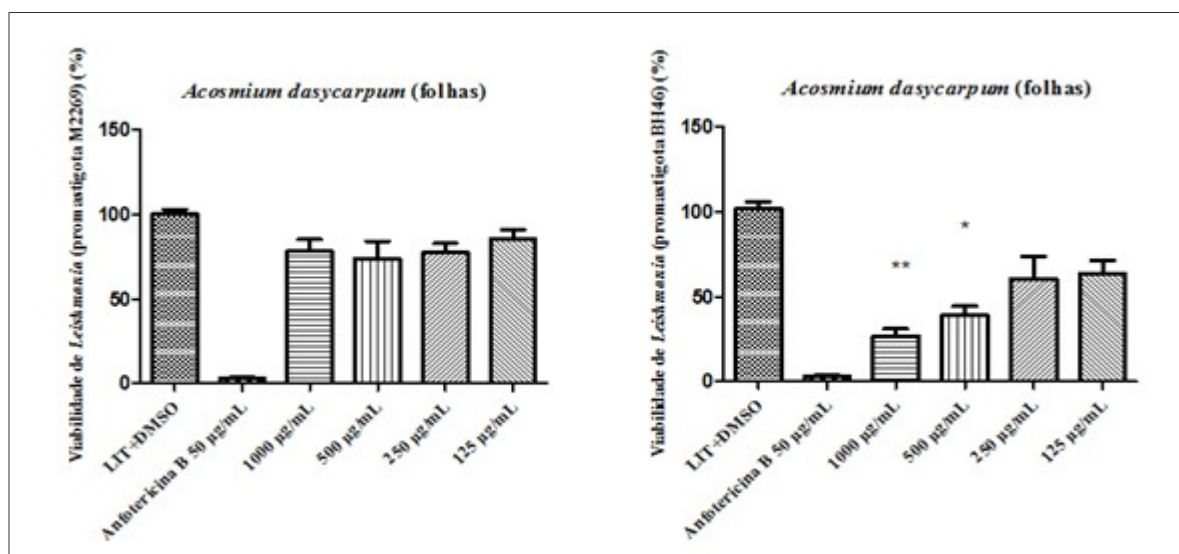 Acosmium dasycarpum (folhas)
Viabilidade de Leishmania (promastigota M2269) (%)
150
100
50
0
LIT+DMSO
Anfotericina B 50 µg/mL
1000 µg/mL
500 µg/mL
250 µg/mL
125 µg/mL
Acosmium dasycarpum (folhas)
Viabilidade de Leishmania (promastigota BH46) (%)
150
100
50
0
**
*
LIT+DMSO
Anfotericina B 50 µg/mL
1000 µg/mL
500 µg/mL
250 µg/mL
125 µg/mL